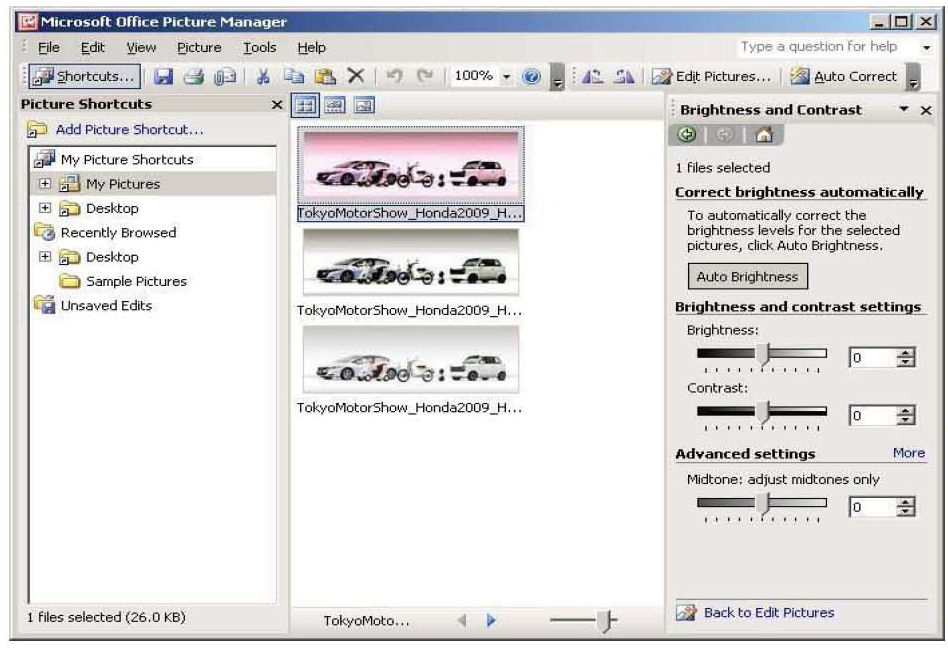 Microsoft Office Picture Manager
File Edit View Picture Tools Help
Type a question for help
Shortcuts... 100% Edit Pictures... Auto Correct
Picture Shortcuts
Add Picture Shortcut...
My Picture Shortcuts
My Pictures
Desktop
Recently Browsed
Desktop
Sample Pictures
Unsaved Edits
1 files selected (26.0 KB)
TokyoMotorShow_Honda2009_H...
TokyoMotorShow_Honda2009_H...
TokyoMotorShow_Honda2009_H...
TokyoMoto...
Brightness and Contrast
1 files selected
Correct brightness automatically
To automatically correct the
brightness levels for the selected
pictures, click Auto Brightness.
Auto Brightness
Brightness and contrast settings
Brightness:
0
Contrast:
0
Advanced settings More
Midtone: adjust midtones only
0
Back to Edit Pictures